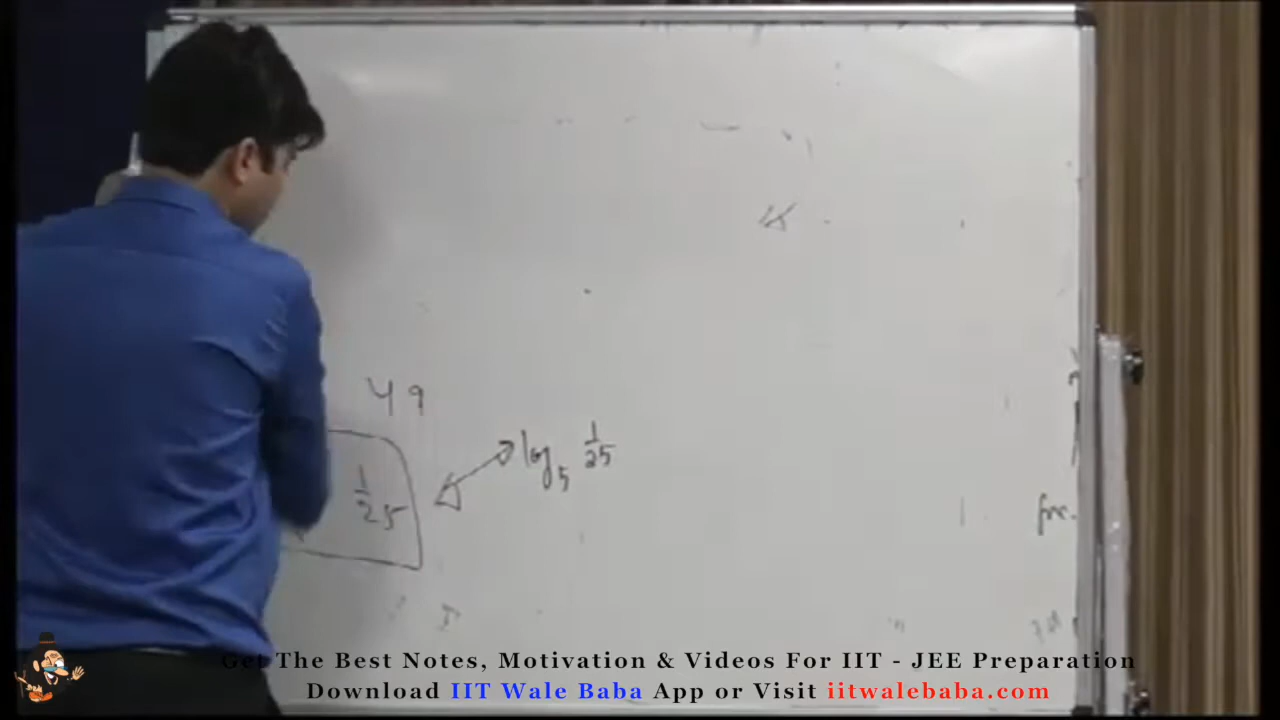 49
1/25
log₅ 1/25
Get The Best Notes, Motivation & Videos For IIT - JEE Preparation
Download IIT Wale Baba App or Visit iitwalebaba.com